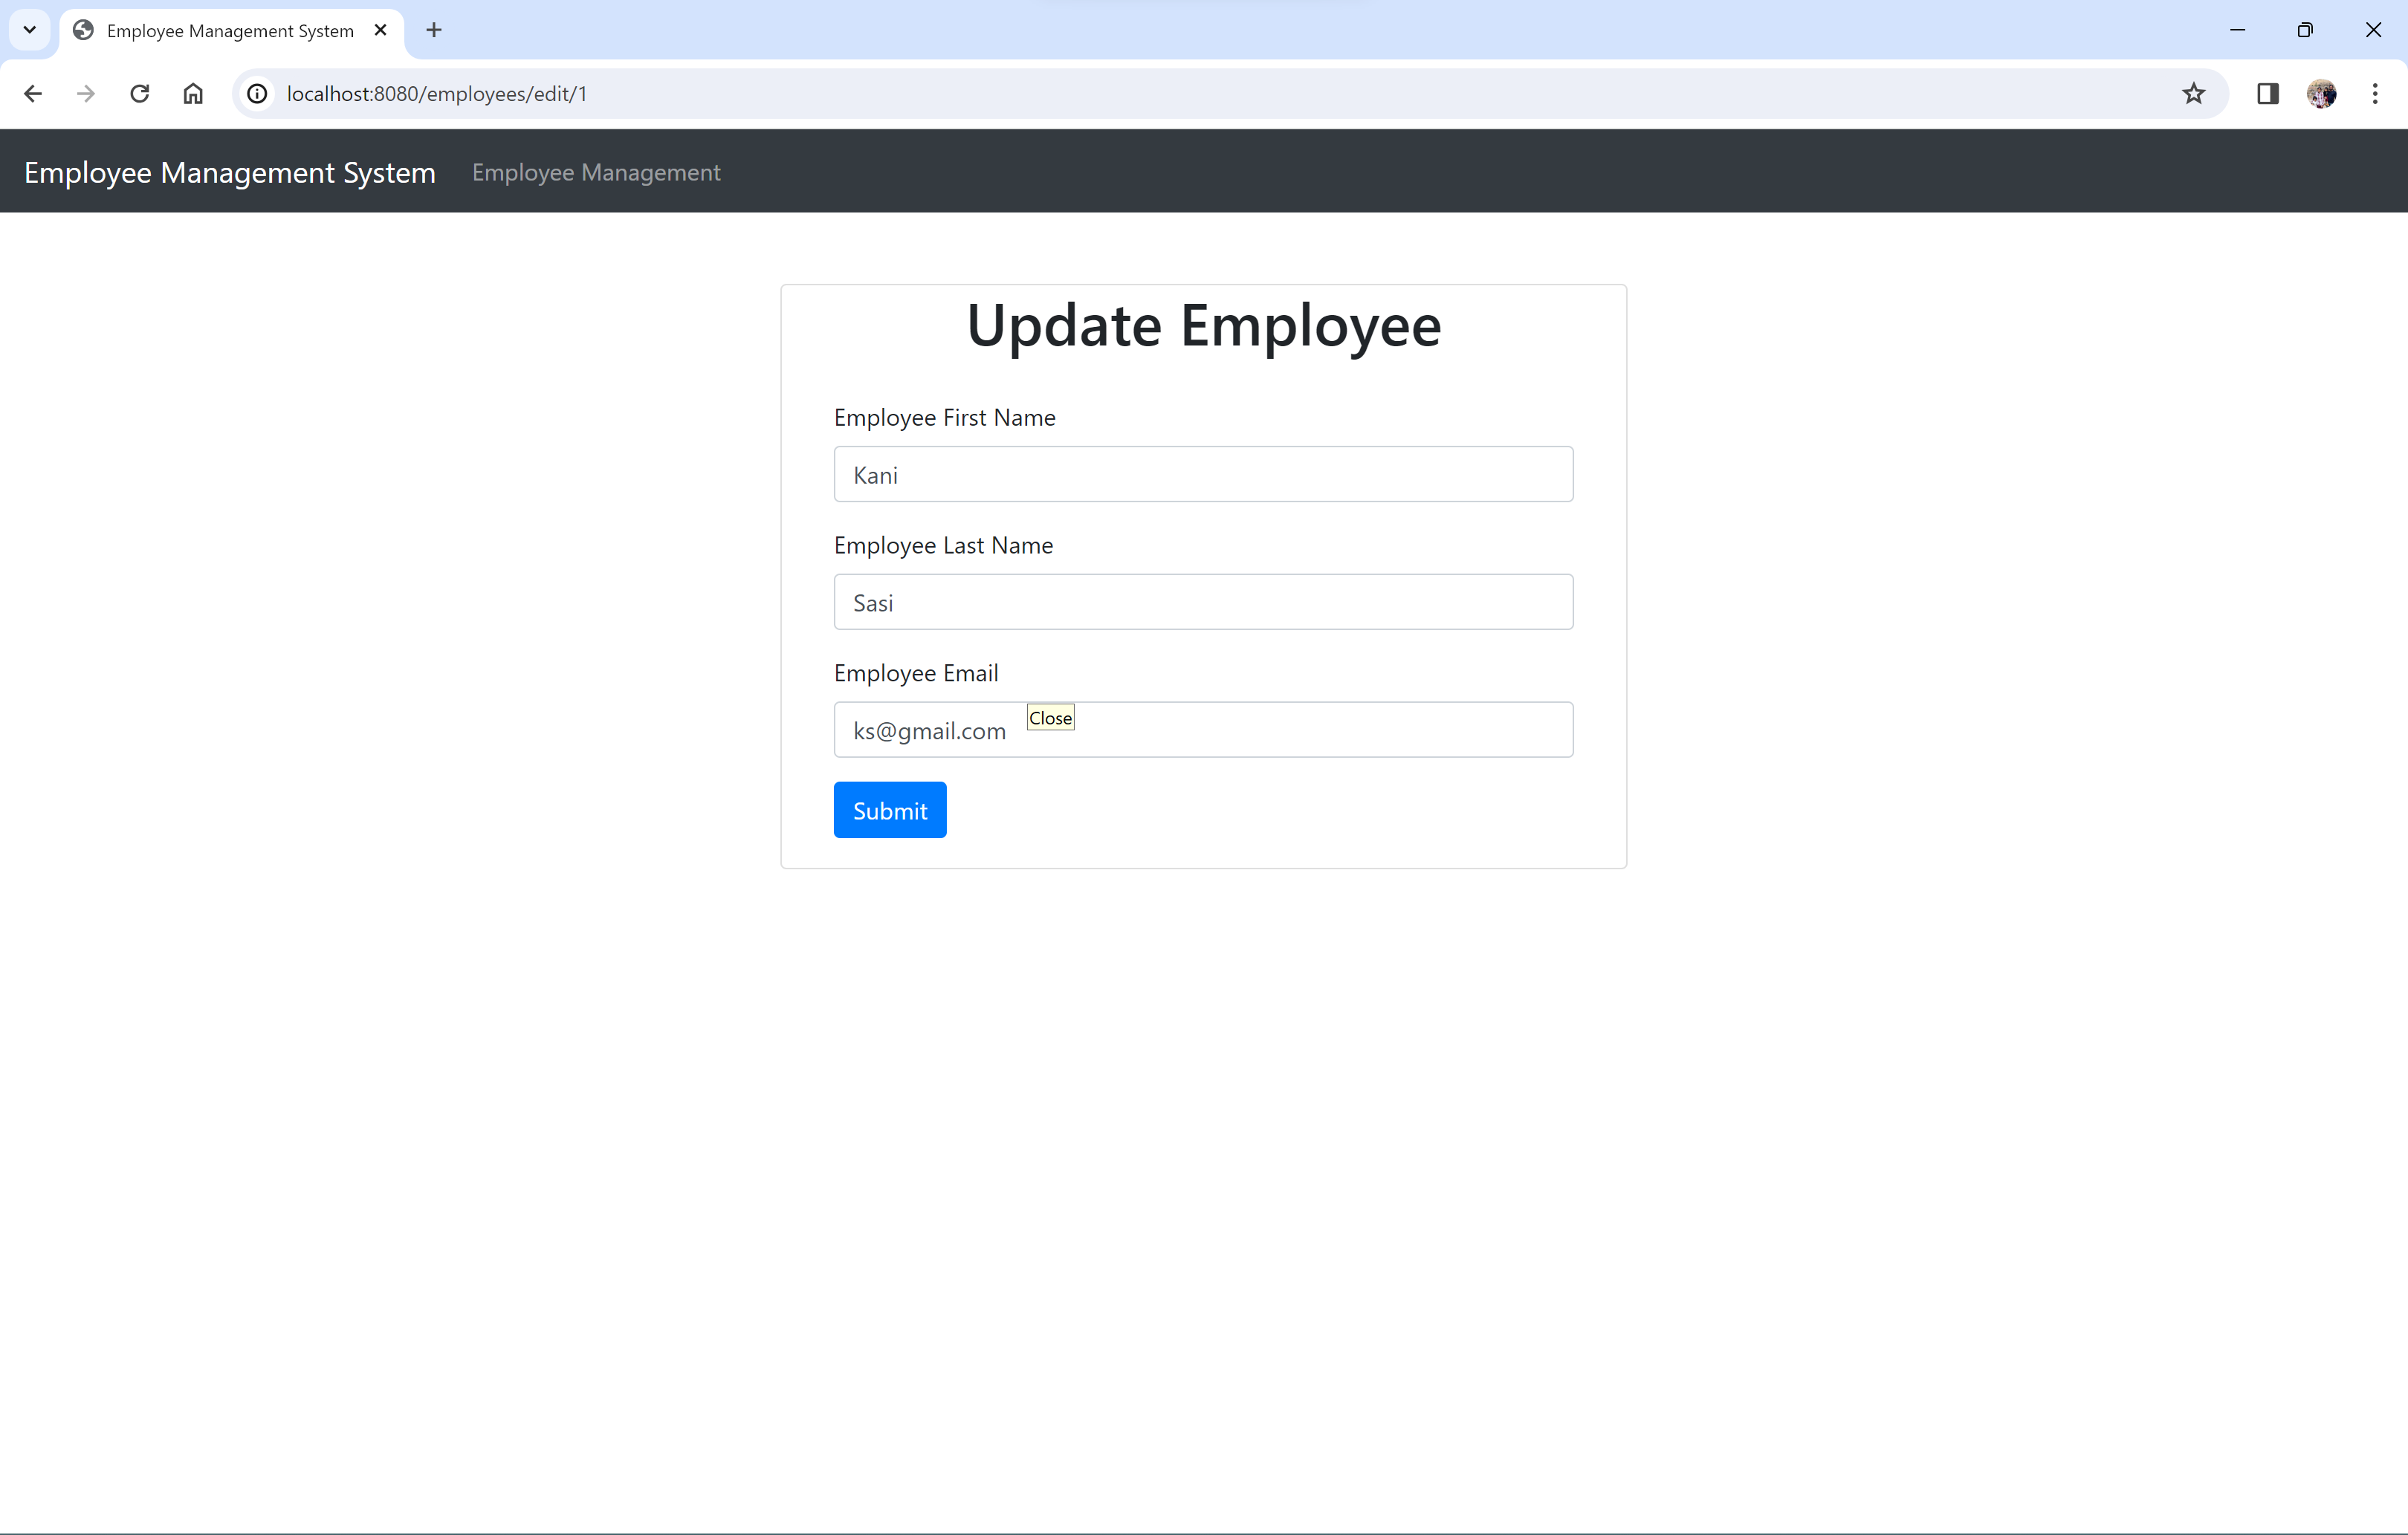 Employee Management System
localhost:8080/employees/edit/1
Employee Management System Employee Management
Update Employee
Employee First Name
Kani
Employee Last Name
Sasi
Employee Email
ks@gmail.com
Close
Submit